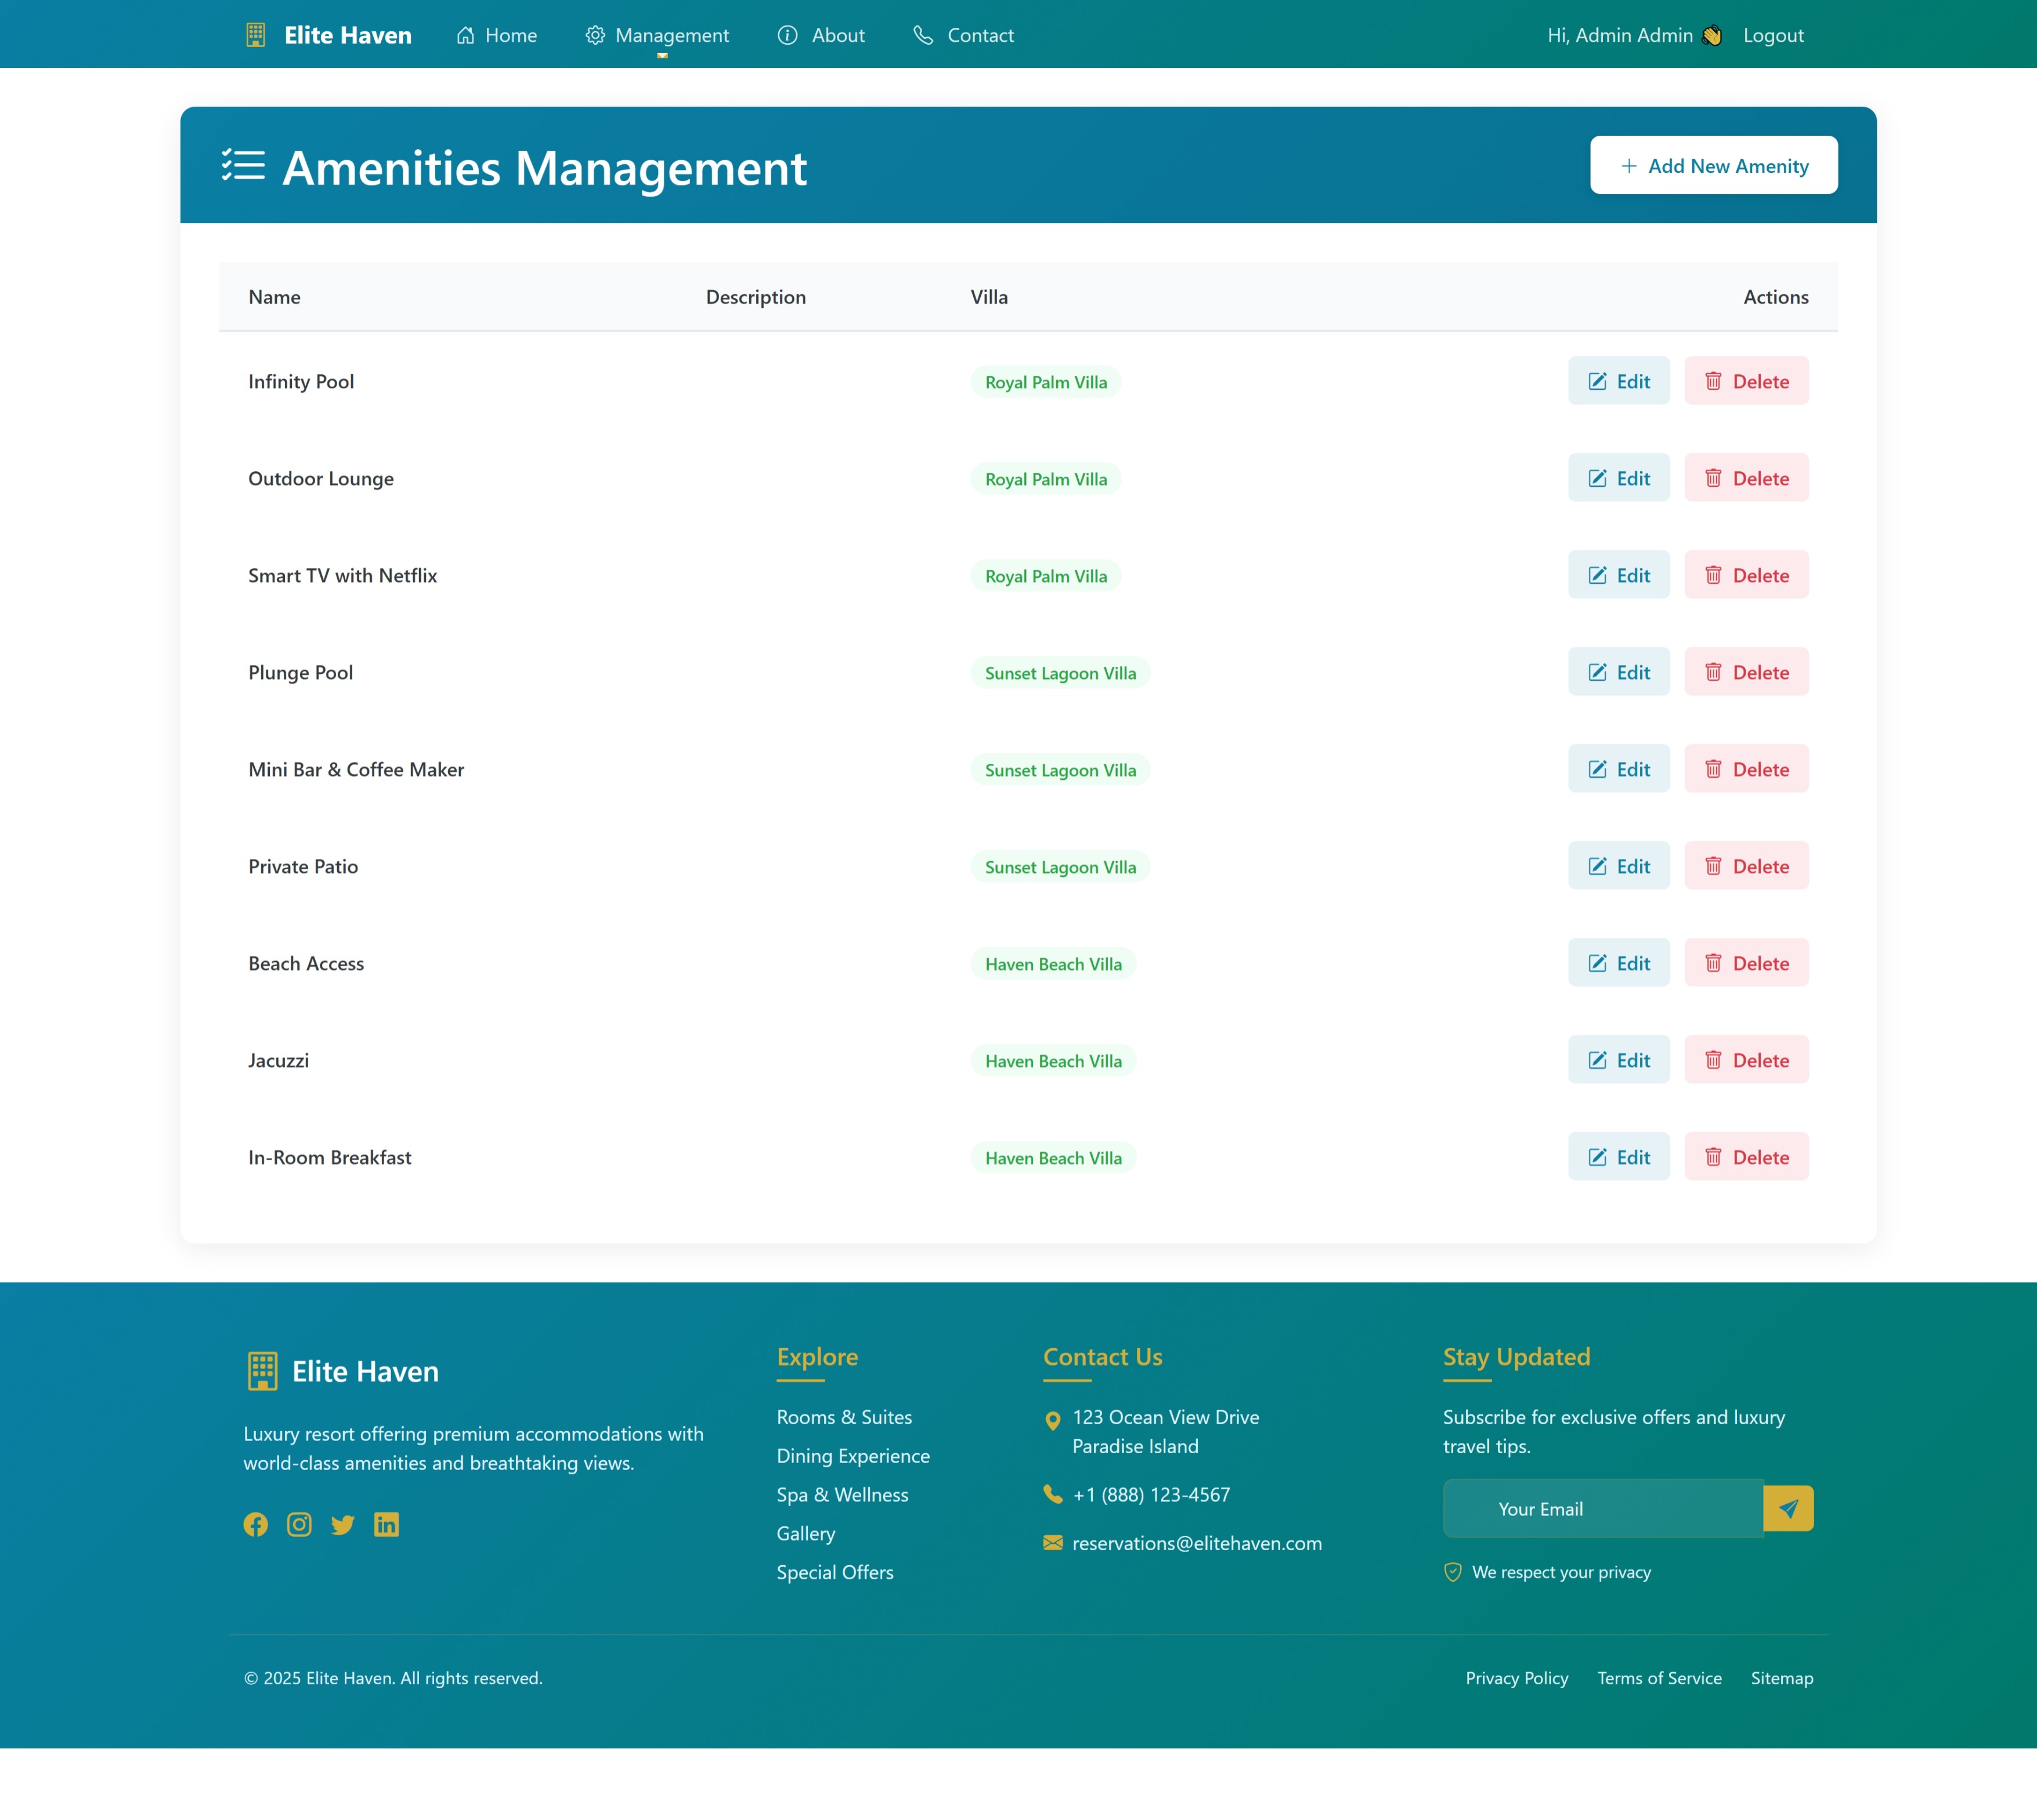 Elite Haven
Home
Management
About
Contact
Hi, Admin Admin 👋
Logout
Amenities Management
+ Add New Amenity
Name Description Villa Actions
Infinity Pool Royal Palm Villa Edit Delete
Outdoor Lounge Royal Palm Villa Edit Delete
Smart TV with Netflix Royal Palm Villa Edit Delete
Plunge Pool Sunset Lagoon Villa Edit Delete
Mini Bar & Coffee Maker Sunset Lagoon Villa Edit Delete
Private Patio Sunset Lagoon Villa Edit Delete
Beach Access Haven Beach Villa Edit Delete
Jacuzzi Haven Beach Villa Edit Delete
In-Room Breakfast Haven Beach Villa Edit Delete
Elite Haven
Luxury resort offering premium accommodations with
world-class amenities and breathtaking views.
Explore
Rooms & Suites
Dining Experience
Spa & Wellness
Gallery
Special Offers
Contact Us
123 Ocean View Drive
Paradise Island
+1 (888) 123-4567
reservations@elitehaven.com
Stay Updated
Subscribe for exclusive offers and luxury
travel tips.
Your Email
We respect your privacy
© 2025 Elite Haven. All rights reserved.
Privacy Policy
Terms of Service
Sitemap